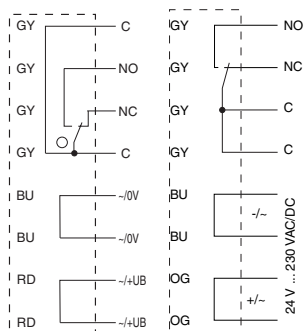 GY C GY NO
GY NO GY NC
GY NC GY C
GY C GY C
BU ~/0V BU -/~
BU ~/0V BU
RD ~/+UB OG +/~
RD ~/+UB OG
24 V ... 230 VAC/DC